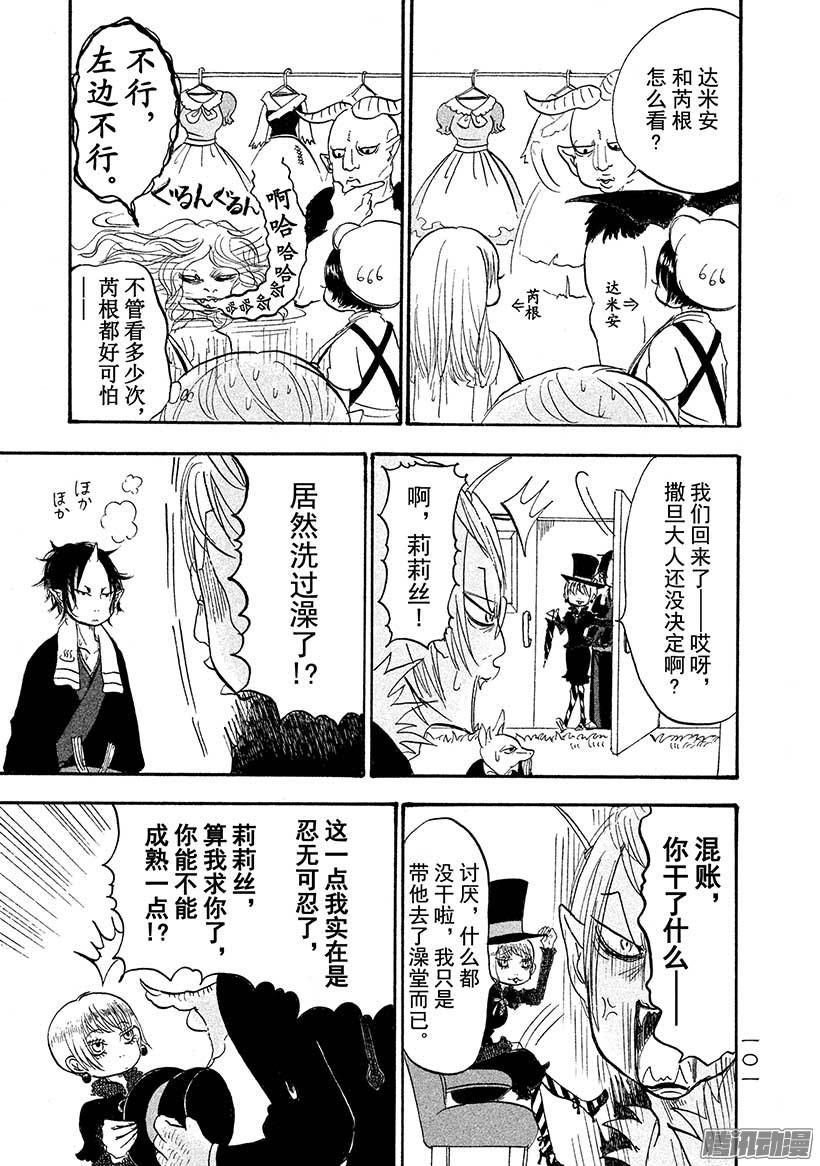 达米安
和芮根
怎么看?
芮根
⇐
达米安
⇒
不行,
左边不行。
ぐるんぐるん
啊哈哈哈
不管看多少次,
芮根都好可怕
——
我们回来了——哎呀,
撒旦大人还没决定啊?
啊,莉莉丝!
居然洗过澡了!?
ほか
ほか
混账,
你干了什么——
讨厌,什么都
没干啦,我只是
带他去了澡堂而已。
这一点我实在是
忍无可忍了,
莉莉丝,
算我求你了,
你能不能
成熟一点!?
101
腾讯动漫